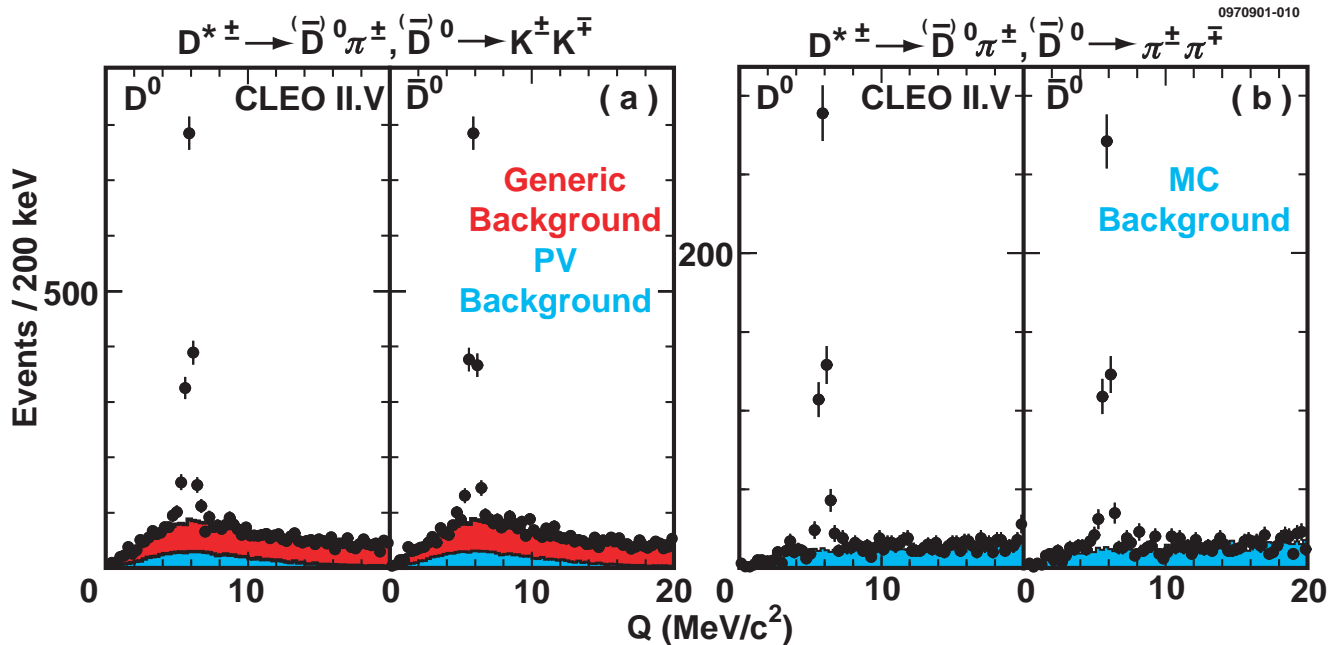 0970901-010
D*± → (D̅)⁰π±, (D̅)⁰ → K±K∓
D*± → (D̅)⁰π±, (D̅)⁰ → π±π∓
D⁰ CLEO II.V
D̅⁰ (a)
D⁰ CLEO II.V
D̅⁰ (b)
Generic
Background
PV
Background
MC
Background
Events / 200 keV
500
200
0 10 0 10 20
0 10 0 10 20
Q (MeV/c²)